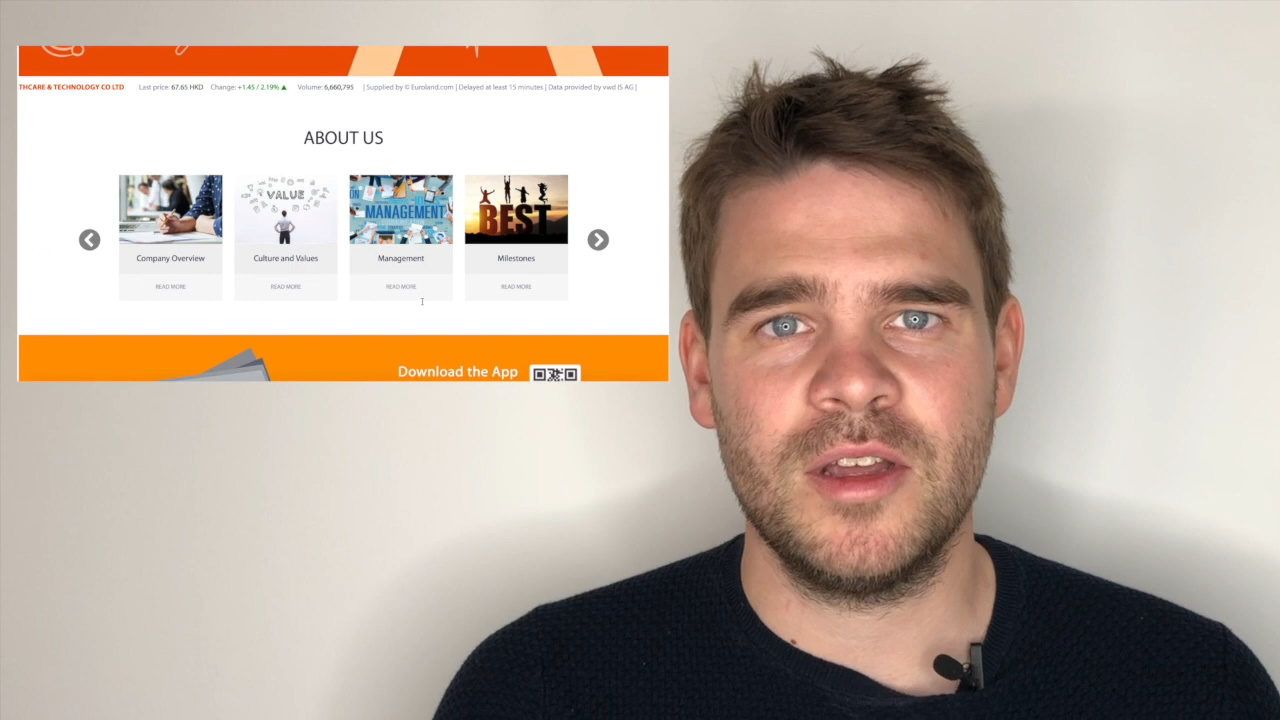 THCARE & TECHNOLOGY CO LTD Last price: 67.65 HKD Change: +1.45 / 2.19% ▲ Volume: 6,660,795 | Supplied by © Euroland.com | Delayed at least 15 minutes | Data provided by vwd IS AG |
ABOUT US
VALUE
ON
MANAGEMENT
BEST
Company Overview
Culture and Values
Management
Milestones
READ MORE
READ MORE
READ MORE
READ MORE
Download the App